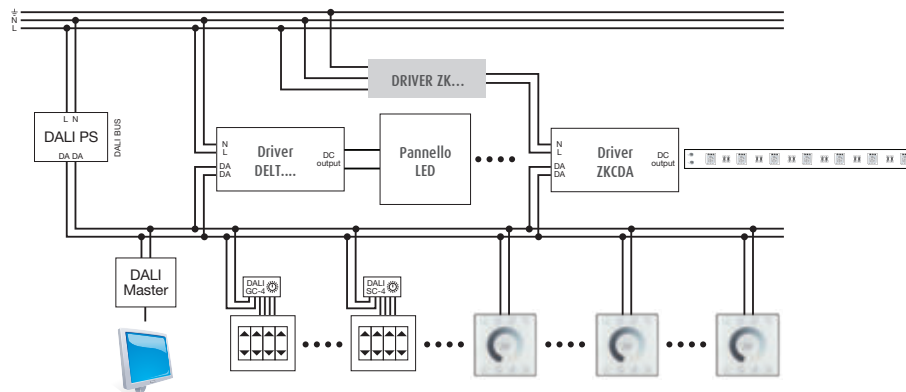 N
L
DRIVER ZK...
L N
DALI PS
DA DA
DALI BUS
N
L
DA
DA
Driver
DELT....
DC
output
Pannello
LED
N
L
DA
DA
Driver
ZKCDA
DC
output
DALI
Master
DALI
GC-4
DALI
SC-4